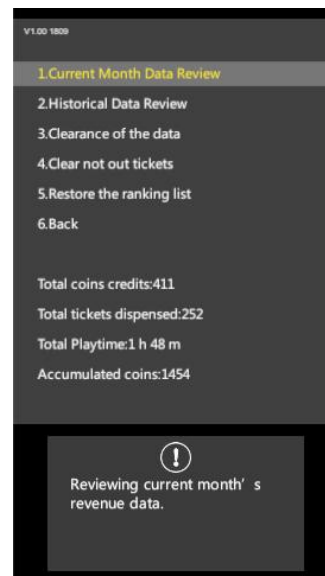 V1.00 1809
1.Current Month Data Review
2.Historical Data Review
3.Clearance of the data
4.Clear not out tickets
5.Restore the ranking list
6.Back
Total coins credits:411
Total tickets dispensed:252
Total Playtime:1 h 48 m
Accumulated coins:1454
Reviewing current month’ s
revenue data.